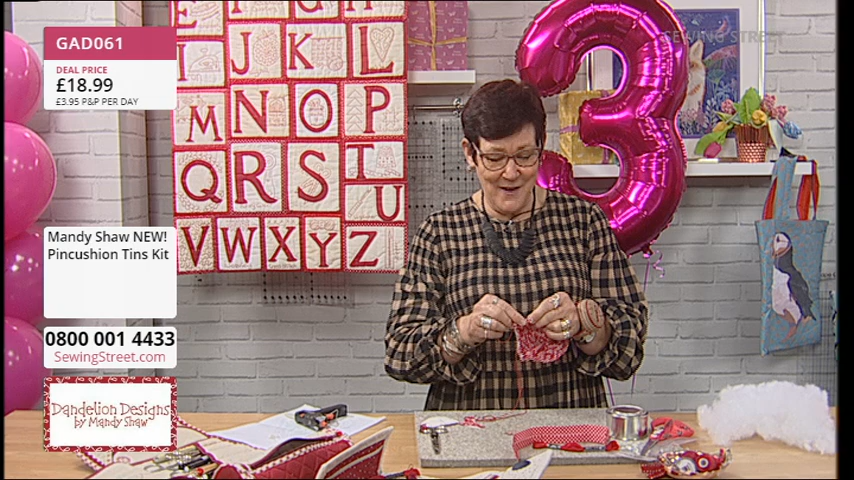 GAD061
DEAL PRICE
£18.99
£3.95 P&P PER DAY
Mandy Shaw NEW!
Pincushion Tins Kit
0800 001 4433
SewingStreet.com
Dandelion Designs
by Mandy Shaw
SEWING STREET
E
I J K L
M N O P
Q R S T U
V W X Y Z
3